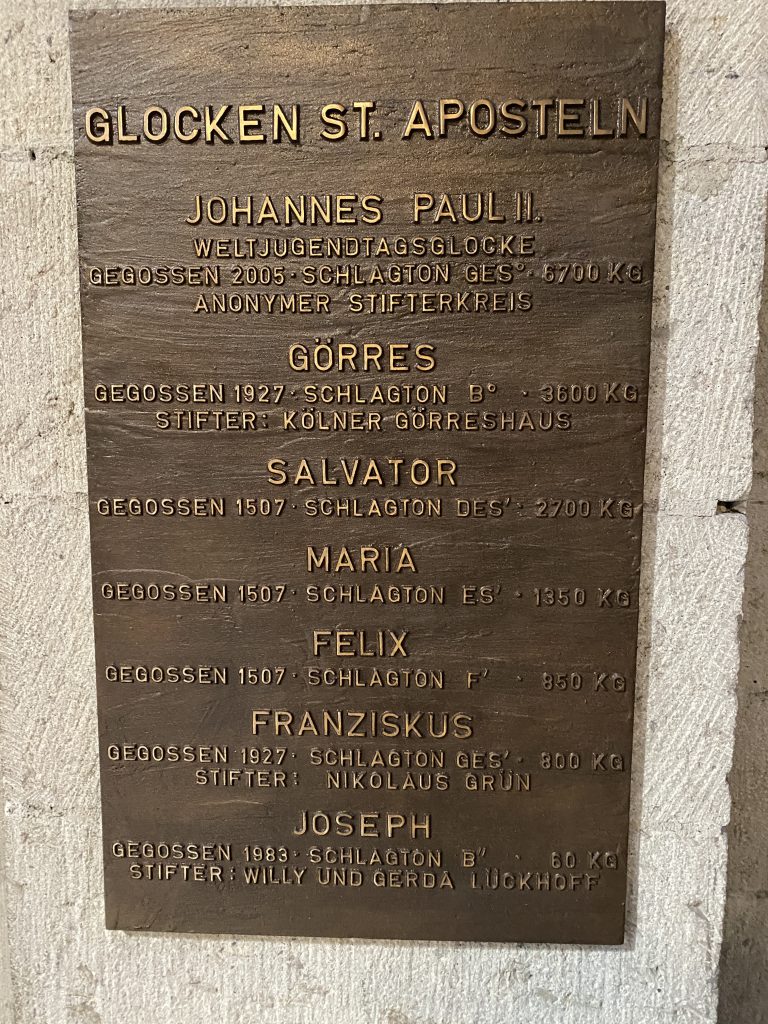 GLOCKEN ST. APOSTELN
JOHANNES PAUL II.
WELTJUGENDTAGSGLOCKE
GEGOSSEN 2005 · SCHLAGTON GES° · 6700 KG
ANONYMER STIFTERKREIS
GÖRRES
GEGOSSEN 1927 · SCHLAGTON B° · 3600 KG
STIFTER: KÖLNER GÖRRESHAUS
SALVATOR
GEGOSSEN 1507 · SCHLAGTON DES' · 2700 KG
MARIA
GEGOSSEN 1507 · SCHLAGTON ES' · 1350 KG
FELIX
GEGOSSEN 1507 · SCHLAGTON F' · 850 KG
FRANZISKUS
GEGOSSEN 1927 · SCHLAGTON GES' · 800 KG
STIFTER: NIKOLAUS GRÜN
JOSEPH
GEGOSSEN 1983 · SCHLAGTON B'' · 60 KG
STIFTER: WILLY UND GERDA LÜCKHOFF